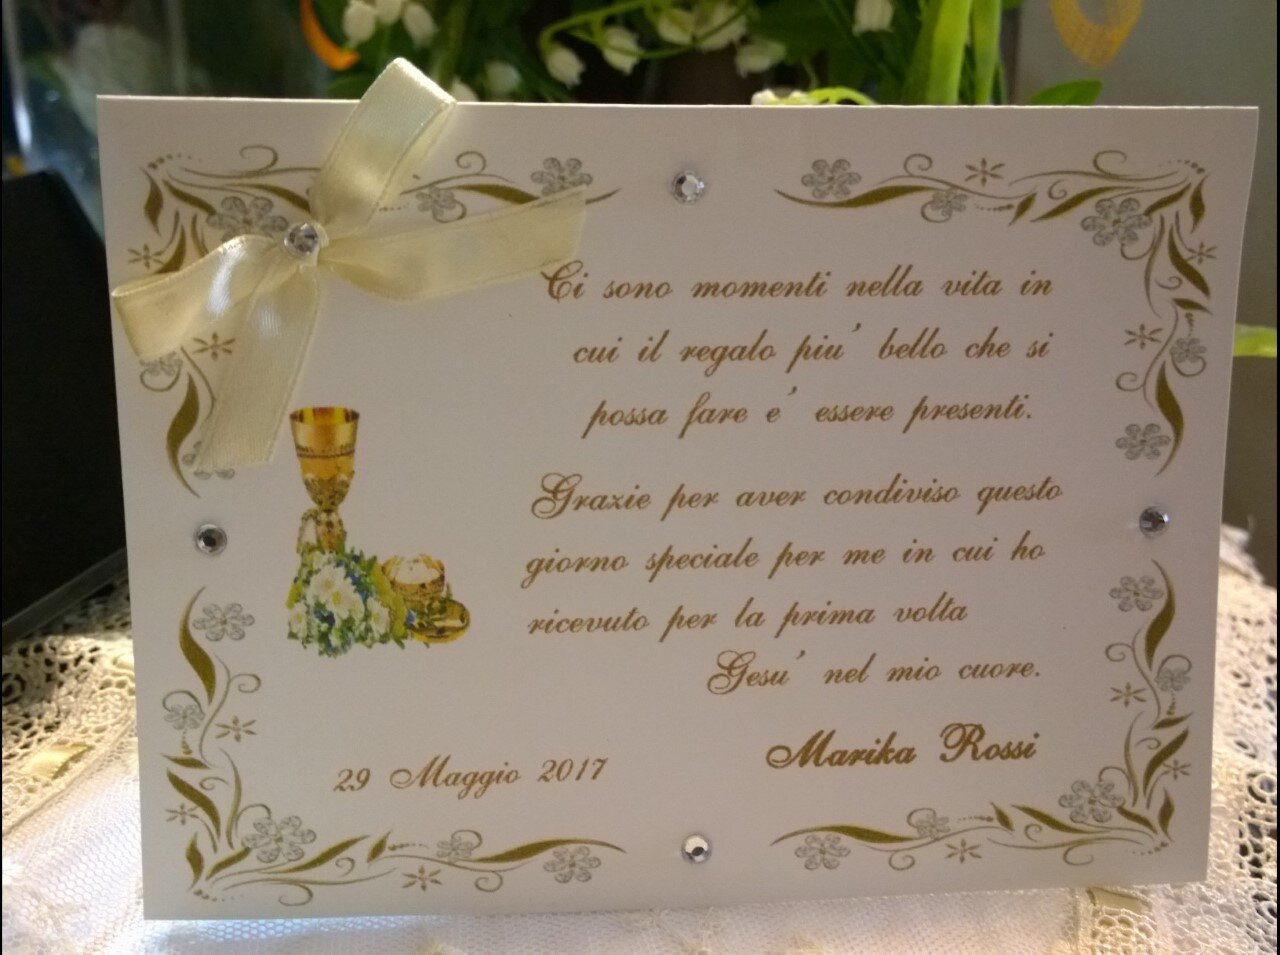 Ci sono momenti nella vita in
cui il regalo piu' bello che si
possa fare e' essere presenti.
Grazie per aver condiviso questo
giorno speciale per me in cui ho
ricevuto per la prima volta
Gesu' nel mio cuore.
Marika Rossi
29 Maggio 2017